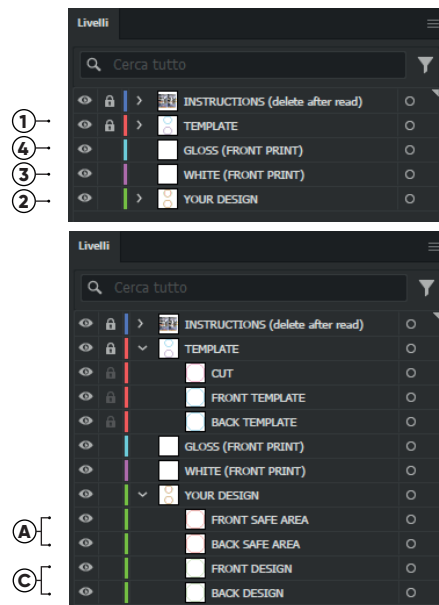 Livelli
Cerca tutto
INSTRUCTIONS (delete after read)
1 TEMPLATE
4 GLOSS (FRONT PRINT)
3 WHITE (FRONT PRINT)
2 YOUR DESIGN
Livelli
Cerca tutto
INSTRUCTIONS (delete after read)
TEMPLATE
CUT
FRONT TEMPLATE
BACK TEMPLATE
GLOSS (FRONT PRINT)
WHITE (FRONT PRINT)
YOUR DESIGN
A FRONT SAFE AREA
BACK SAFE AREA
C FRONT DESIGN
BACK DESIGN